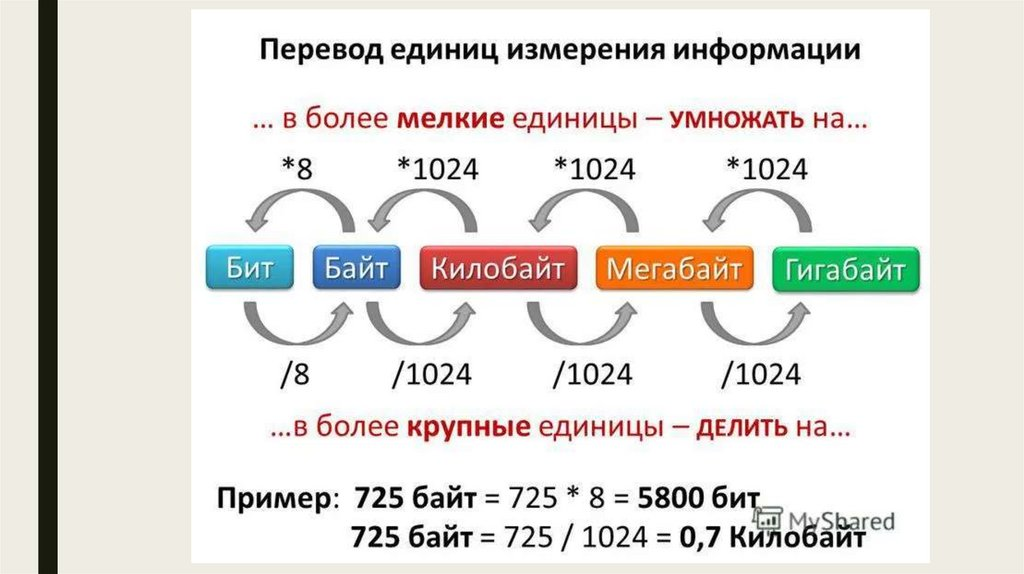 Перевод единиц измерения информации
... в более мелкие единицы – УМНОЖАТЬ на...
*8 *1024 *1024 *1024
Бит Байт Килобайт Мегабайт Гигабайт
/8 /1024 /1024 /1024
...в более крупные единицы – ДЕЛИТЬ на...
Пример: 725 байт = 725 * 8 = 5800 бит
725 байт = 725 / 1024 = 0,7 Килобайт
MyShared